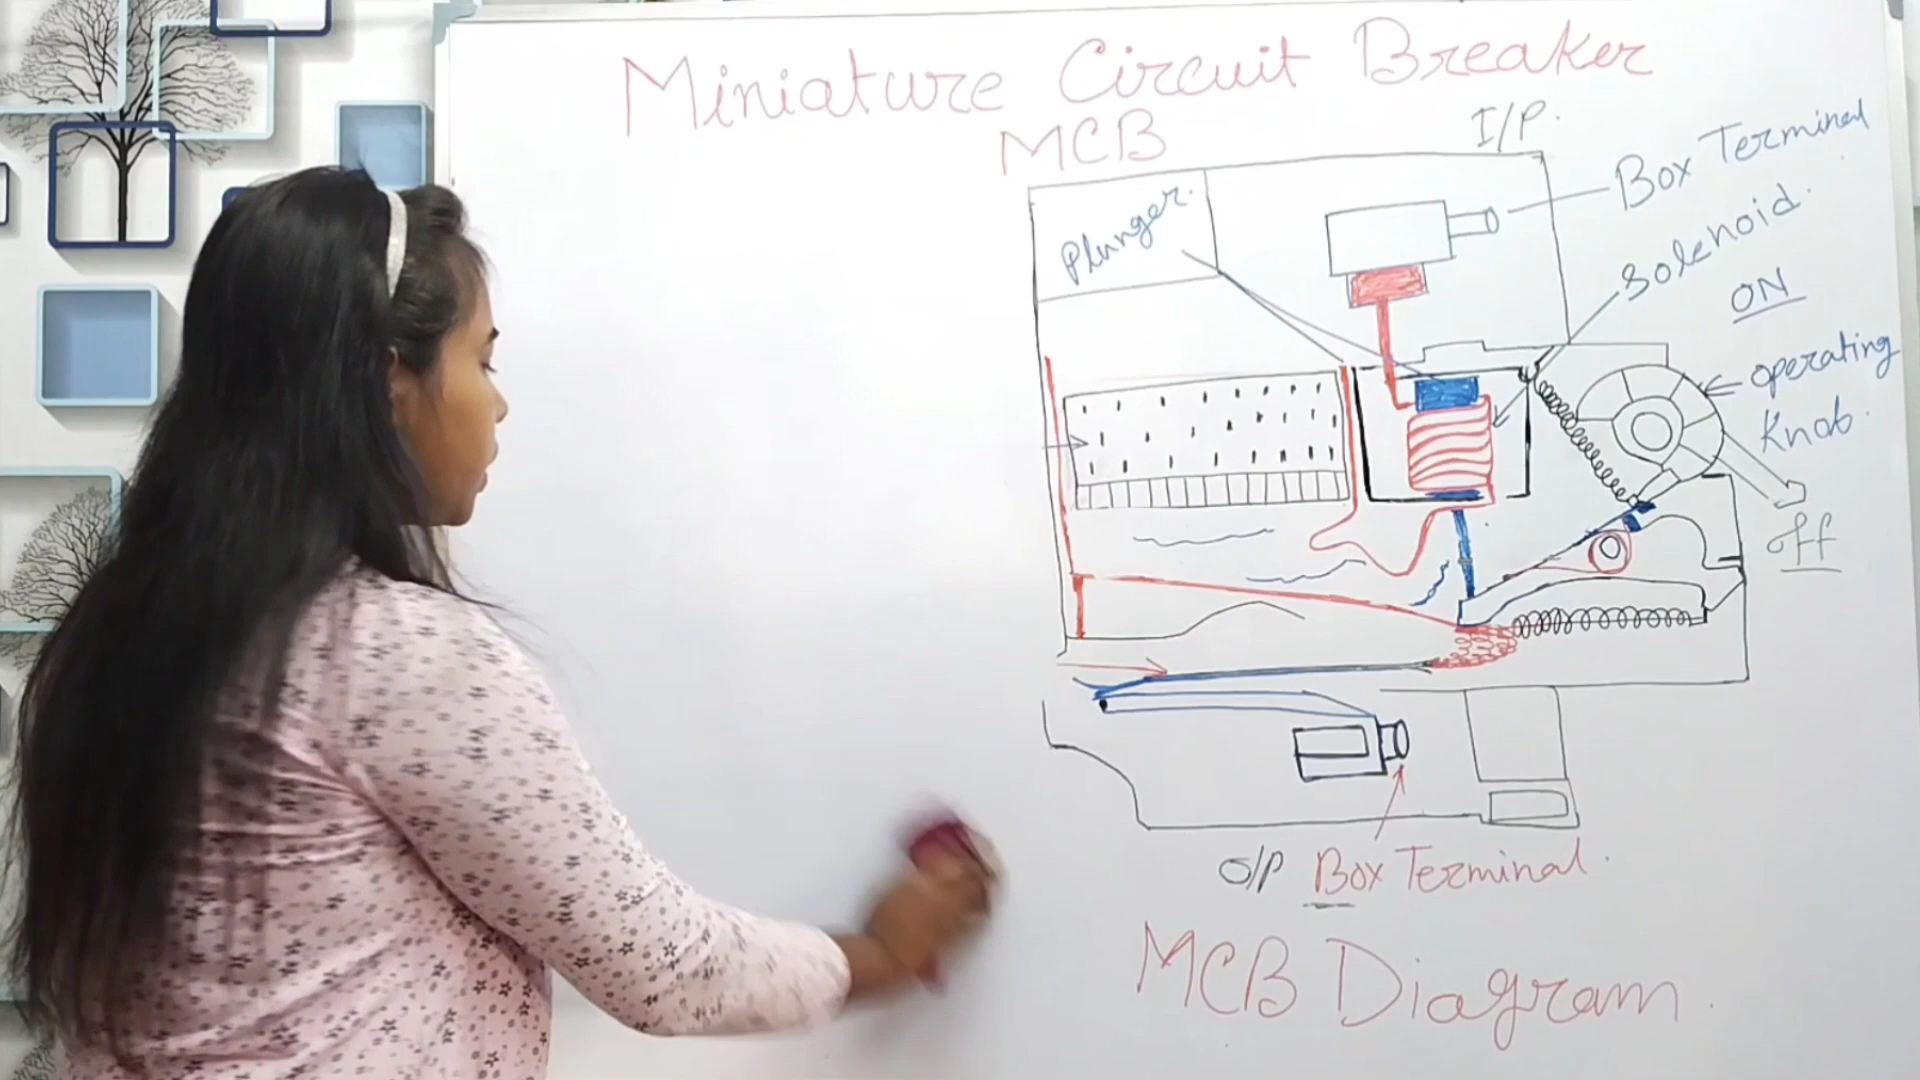 Miniature Circuit Breaker
MCB
I/P.
Box Terminal
Plunger.
Solenoid.
ON
operating
Knob.
off
O/P Box Terminal.
MCB Diagram.